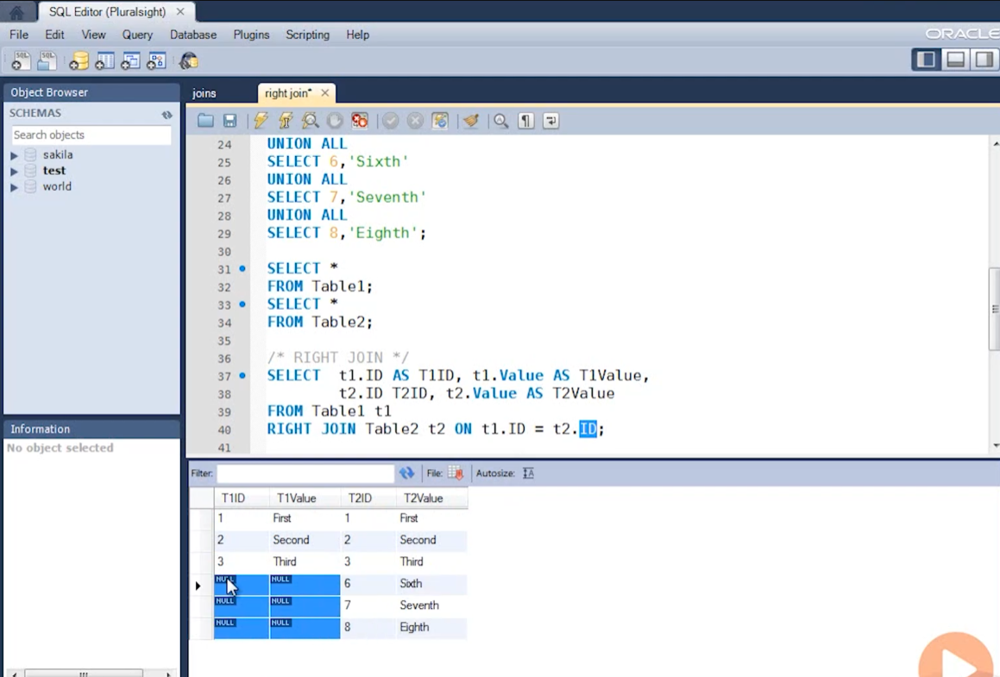 SQL Editor (Pluralsight)
File Edit View Query Database Plugins Scripting Help
ORACLE
SQL SQL
Object Browser
SCHEMAS
Search objects
sakila
test
world
Information
No object selected
joins right join*
24 UNION ALL
25 SELECT 6,'Sixth'
26 UNION ALL
27 SELECT 7,'Seventh'
28 UNION ALL
29 SELECT 8,'Eighth';
30
31 SELECT *
32 FROM Table1;
33 SELECT *
34 FROM Table2;
35
36 /* RIGHT JOIN */
37 SELECT t1.ID AS T1ID, t1.Value AS T1Value,
38 t2.ID T2ID, t2.Value AS T2Value
39 FROM Table1 t1
40 RIGHT JOIN Table2 t2 ON t1.ID = t2.ID;
41
Filter: File: Autosize:
T1ID T1Value T2ID T2Value
1 First 1 First
2 Second 2 Second
3 Third 3 Third
NULL NULL 6 Sixth
NULL NULL 7 Seventh
NULL NULL 8 Eighth